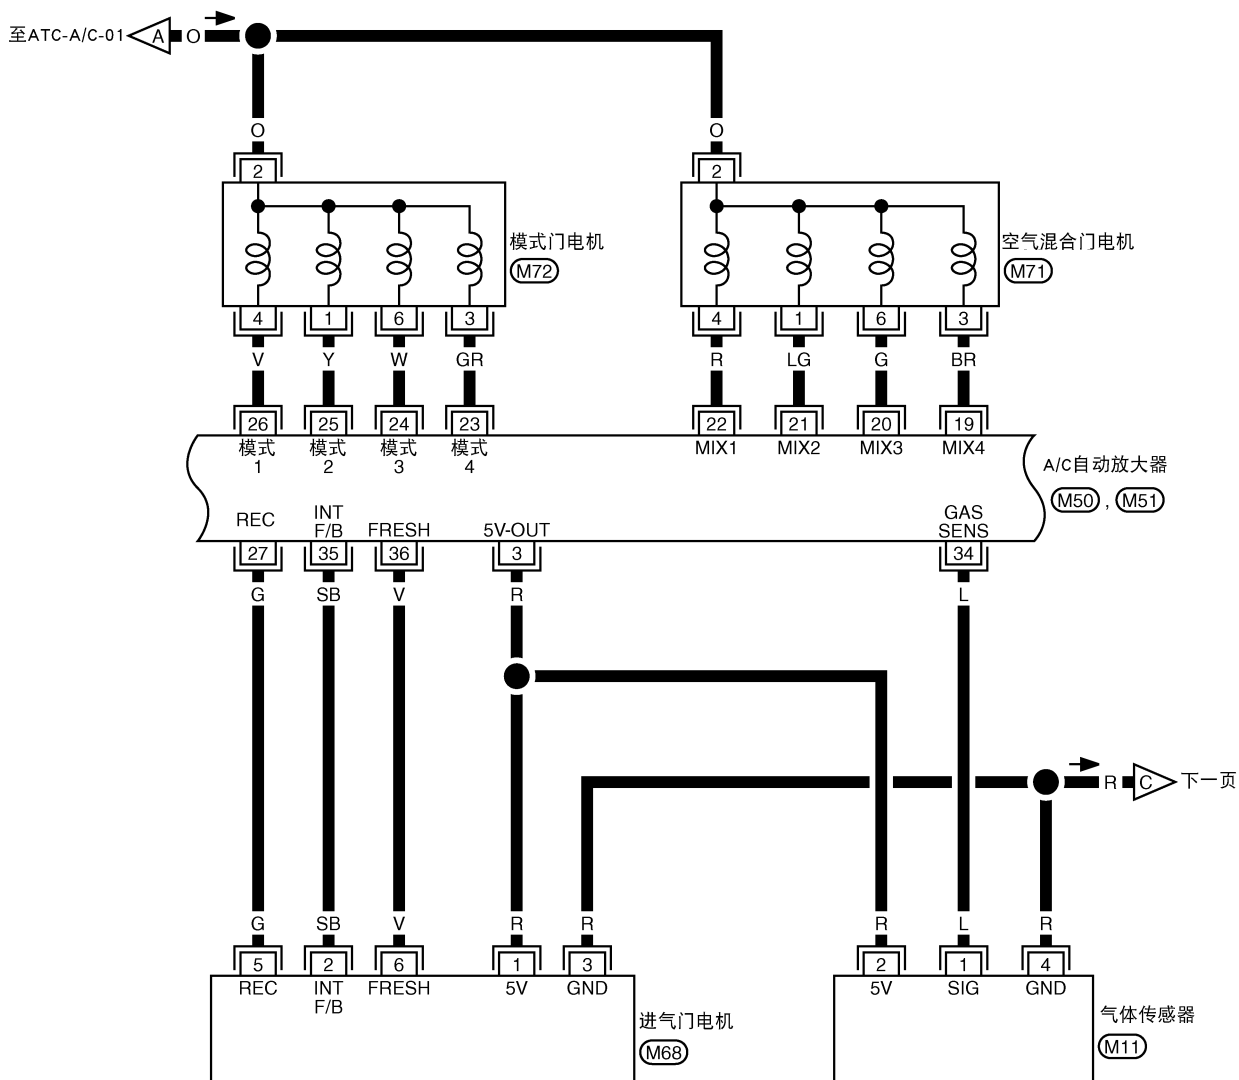 至ATC-A/C-01 A O
O O
2 2
模式门电机
M72
空气混合门电机
M71
4 1 6 3 4 1 6 3
V Y W GR R LG G BR
26 25 24 23 22 21 20 19
模式 模式 模式 模式 MIX1 MIX2 MIX3 MIX4
1 2 3 4
A/C自动放大器
M50 , M51
REC INT FRESH 5V-OUT GAS
F/B SENS
27 35 36 3 34
G SB V R L
R C 下一页
G SB V R R R L R
5 2 6 1 3 2 1 4
REC INT FRESH 5V GND 5V SIG GND
F/B
进气门电机
M68
气体传感器
M11